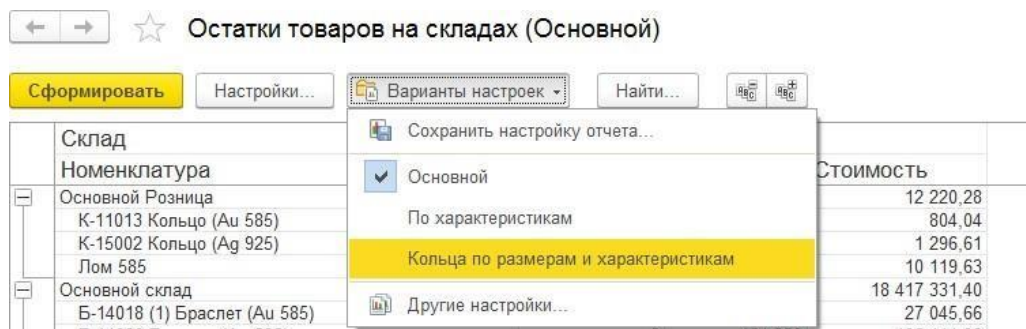 Остатки товаров на складах (Основной)
Сформировать Настройки... Варианты настроек Найти...
Склад
Сохранить настройку отчета...
Номенклатура Стоимость
Основной
Основной Розница 12 220,28
К-11013 Кольцо (Au 585) 804,04
По характеристикам
К-15002 Кольцо (Ag 925) 1 296,61
Кольца по размерам и характеристикам
Лом 585 10 119,63
Основной склад 18 417 331,40
Другие настройки...
Б-14018 (1) Браслет (Au 585) 27 045,66